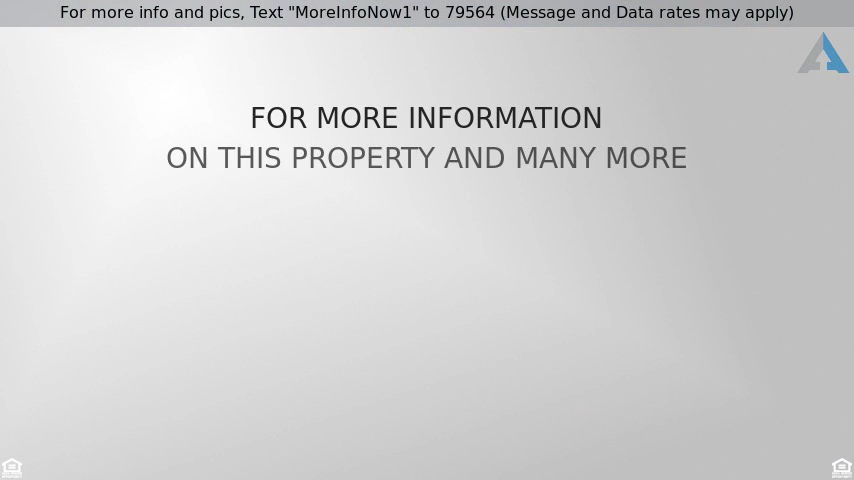 For more info and pics, Text "MoreInfoNow1" to 79564 (Message and Data rates may apply)
FOR MORE INFORMATION
ON THIS PROPERTY AND MANY MORE